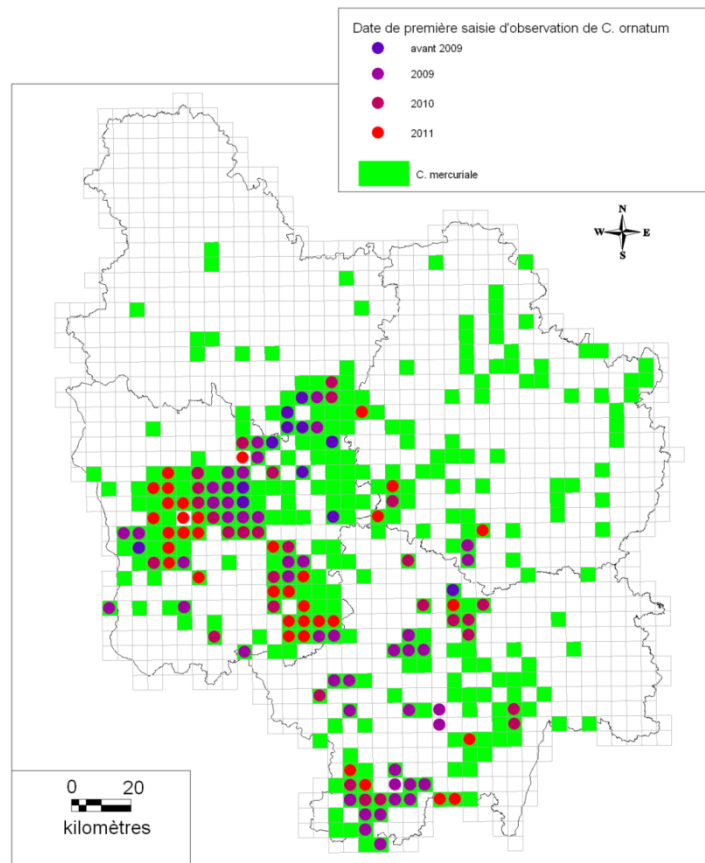 Date de première saisie d'observation de C. ornatum
avant 2009
2009
2010
2011
C. mercuriale
N
W E
S
0 20
kilomètres